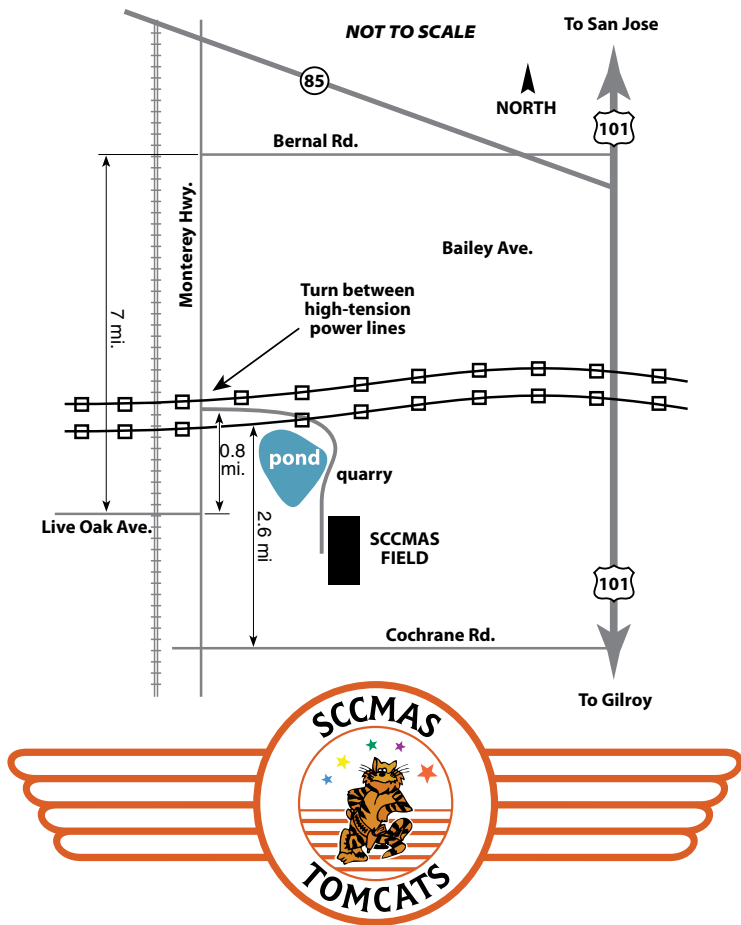 NOT TO SCALE
To San Jose
85
NORTH
101
Bernal Rd.
Monterey Hwy.
Bailey Ave.
Turn between
high-tension
power lines
7 mi.
0.8
mi.
pond
quarry
2.6 mi
Live Oak Ave.
SCCMAS
FIELD
101
Cochrane Rd.
To Gilroy
SCCMAS
TOMCATS